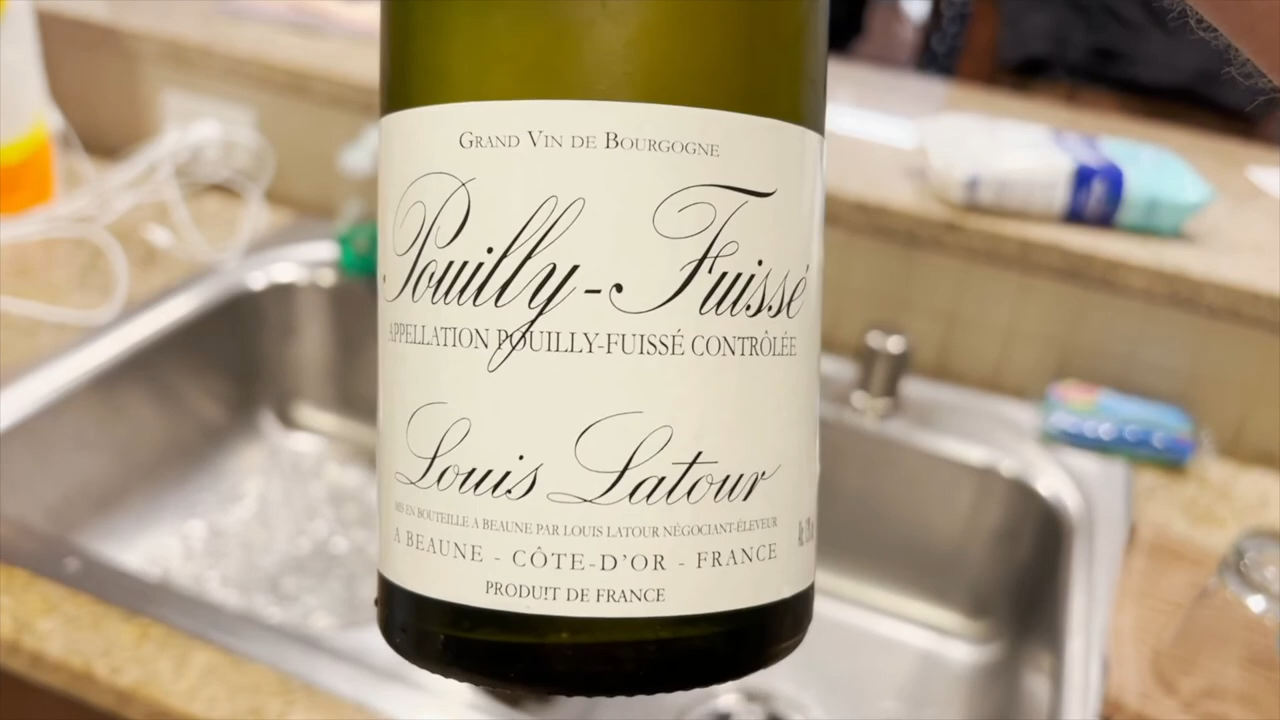 GRAND VIN DE BOURGOGNE
Pouilly-Fuissé
APPELLATION POUILLY-FUISSÉ CONTRÔLÉE
Louis Latour
MIS EN BOUTEILLE A BEAUNE PAR LOUIS LATOUR NÉGOCIANT-ÉLEVEUR
A BEAUNE - CÔTE-D'OR - FRANCE
PRODUIT DE FRANCE